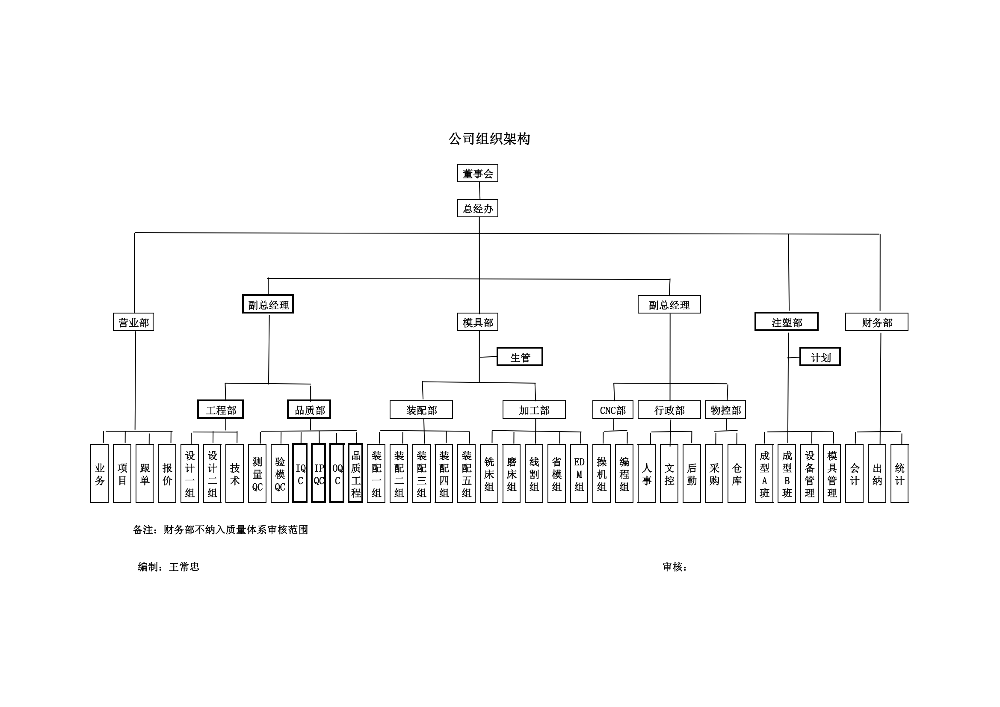 公司组织架构
董事会
总经办
副总经理
副总经理
营业部
模具部
注塑部
财务部
生管
计划
工程部
品质部
装配部
加工部
CNC部
行政部
物控部
业务
项目
跟单
报价
设计一组
设计二组
技术
测量QC
验模QC
IQC
IPQC
OQC
品质工程
装配一组
装配二组
装配三组
装配四组
装配五组
铣床组
磨床组
线割组
省模组
EDM组
操机组
编程组
人事
文控
后勤
采购
仓库
成型A班
成型B班
设备管理
模具管理
会计
出纳
统计
备注：财务部不纳入质量体系审核范围
编制：王常忠
审核：